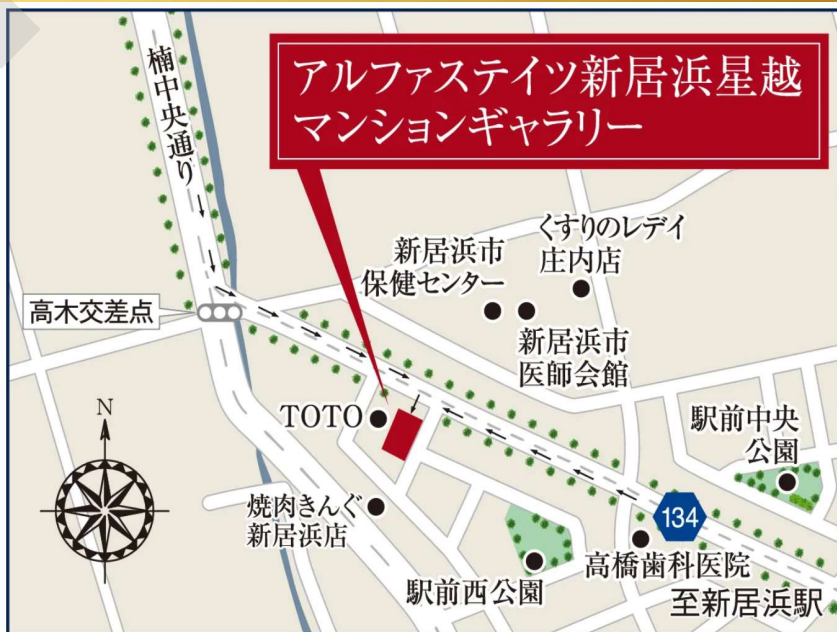 アルファステイツ新居浜星越
マンションギャラリー
楠中央通り
くすりのレデイ
庄内店
新居浜市
保健センター
高木交差点
新居浜市
医師会館
N
TOTO
駅前中央
公園
焼肉きんぐ
新居浜店
134
高橋歯科医院
駅前西公園
至新居浜駅